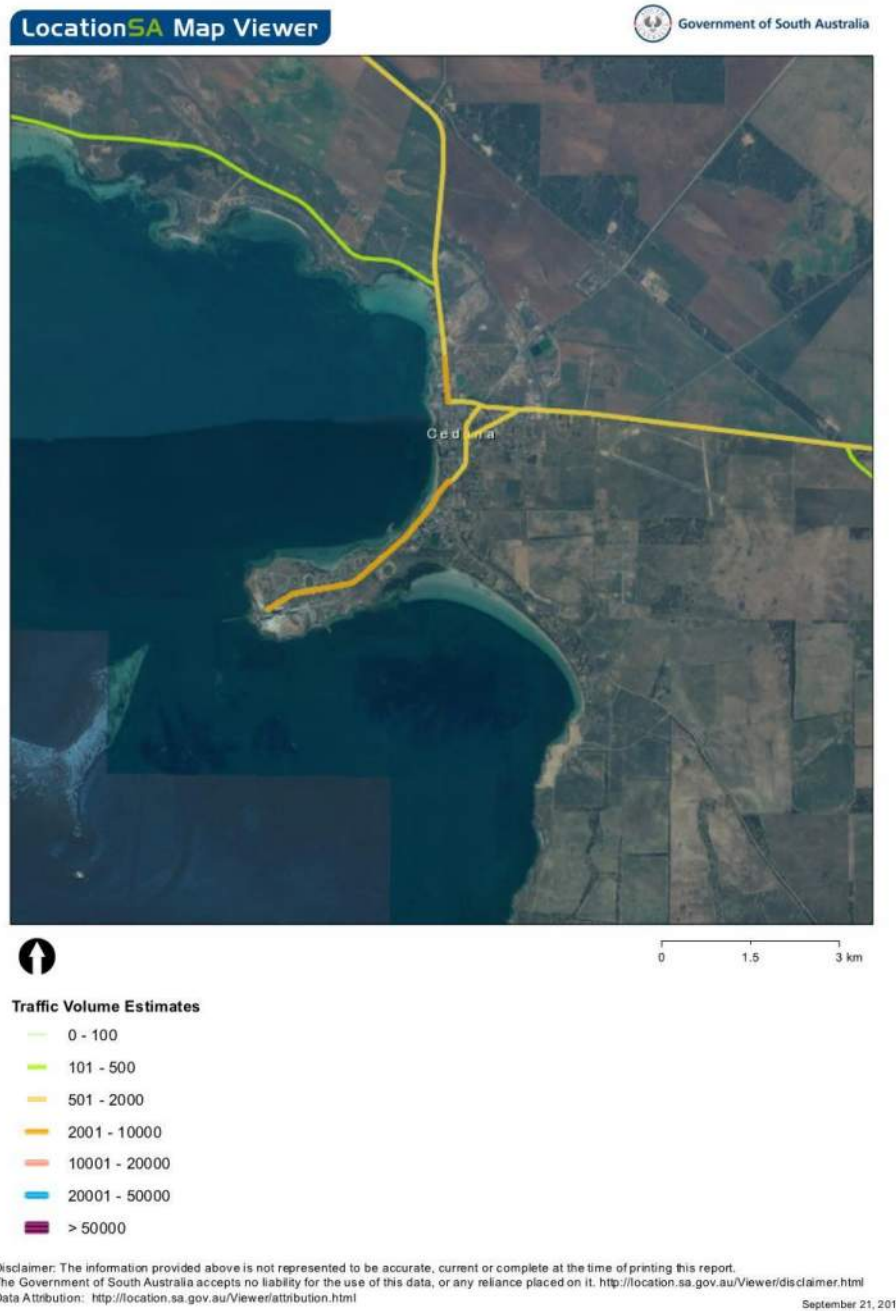 LocationSA Map Viewer
Government of South Australia
Ceduna
0 1.5 3 km
Traffic Volume Estimates
0 - 100
101 - 500
501 - 2000
2001 - 10000
10001 - 20000
20001 - 50000
> 50000
Disclaimer: The information provided above is not represented to be accurate, current or complete at the time of printing this report.
The Government of South Australia accepts no liability for the use of this data, or any reliance placed on it. http://location.sa.gov.au/Viewer/disclaimer.html
Data Attribution: http://location.sa.gov.au/Viewer/attribution.html
September 21, 201